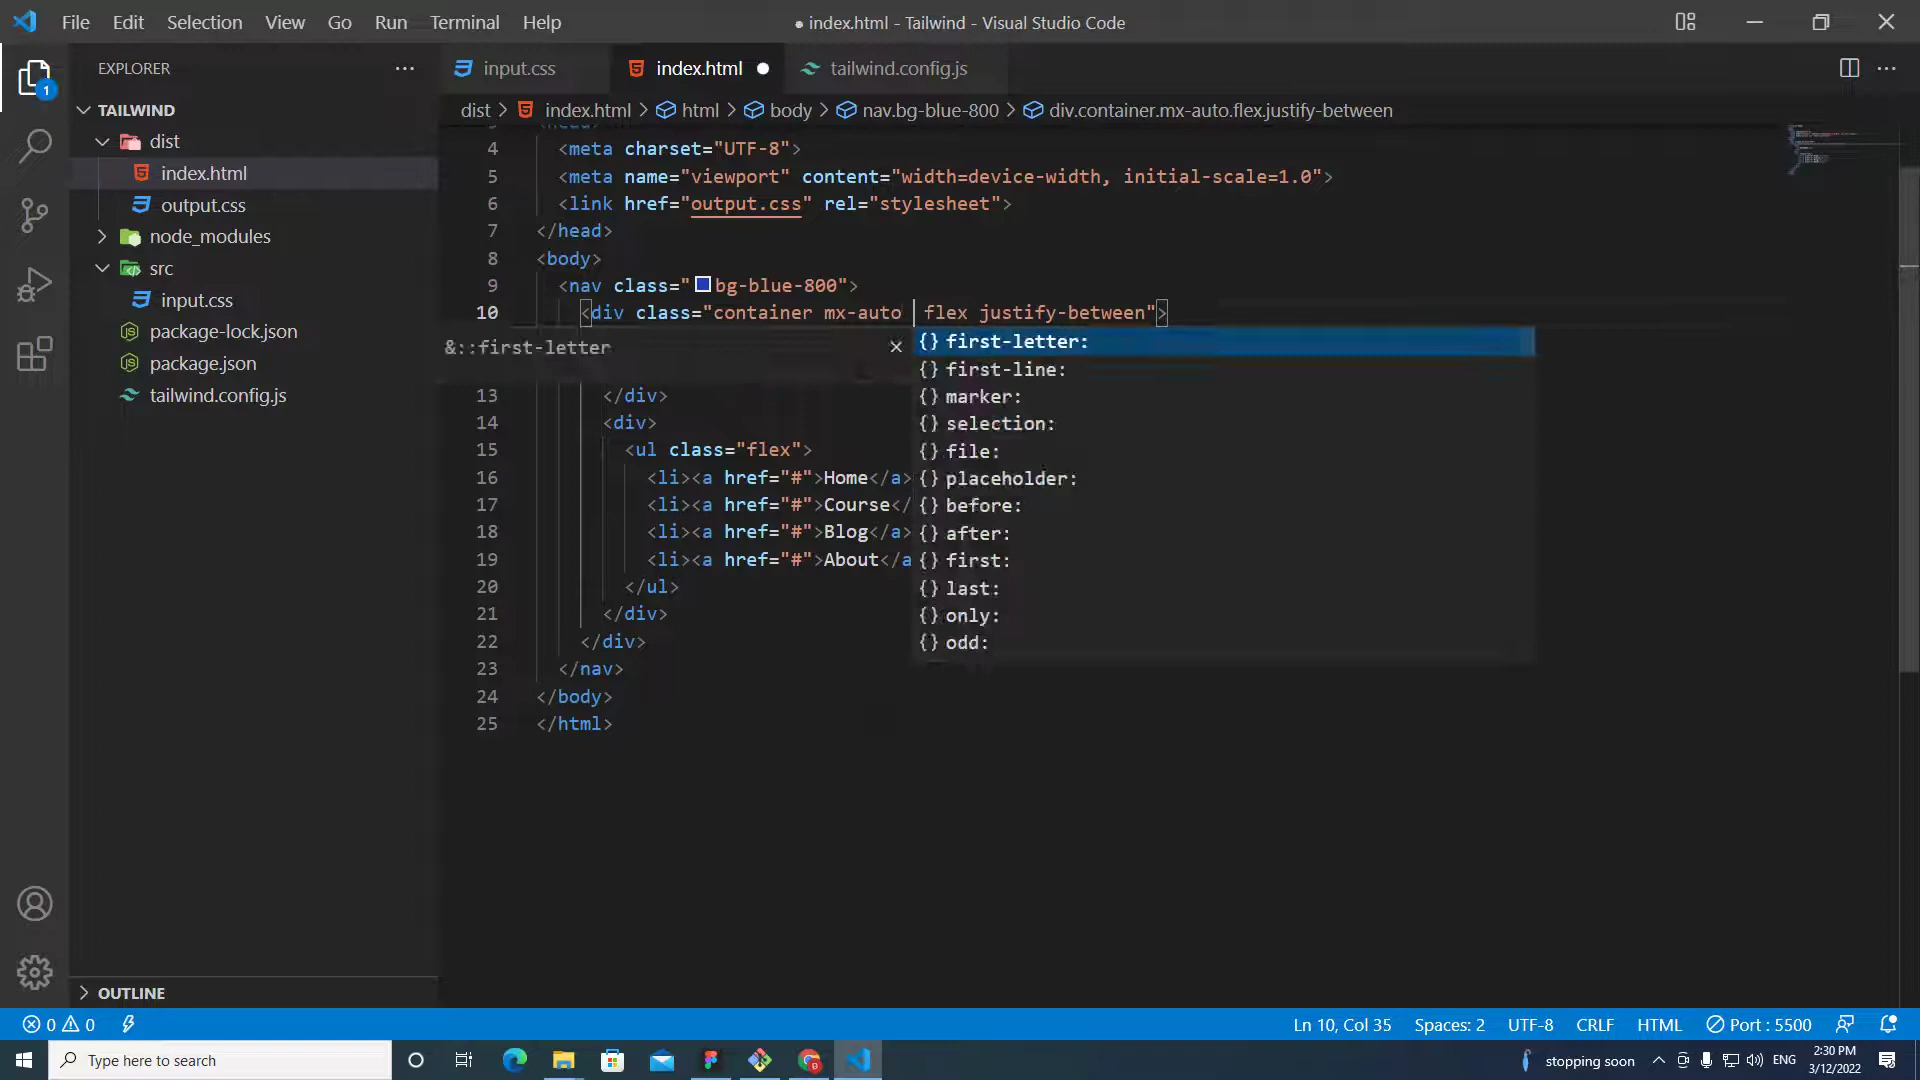 File Edit Selection View Go Run Terminal Help
● index.html - Tailwind - Visual Studio Code
EXPLORER
input.css
index.html
tailwind.config.js
dist > index.html > html > body > nav.bg-blue-800 > div.container.mx-auto.flex.justify-between
TAILWIND
dist
index.html
output.css
node_modules
src
input.css
package-lock.json
package.json
tailwind.config.js
OUTLINE
1
4 <meta charset="UTF-8">
5 <meta name="viewport" content="width=device-width, initial-scale=1.0">
6 <link href="output.css" rel="stylesheet">
7 </head>
8 <body>
9 <nav class="bg-blue-800">
10 <div class="container mx-auto  flex justify-between">
&::first-letter
13 </div>
14 <div>
15 <ul class="flex">
16 <li><a href="#">Home</a>
17 <li><a href="#">Course</
18 <li><a href="#">Blog</a>
19 <li><a href="#">About</a
20 </ul>
21 </div>
22 </div>
23 </nav>
24 </body>
25 </html>
{} first-letter:
{} first-line:
{} marker:
{} selection:
{} file:
{} placeholder:
{} before:
{} after:
{} first:
{} last:
{} only:
{} odd:
0 0
Ln 10, Col 35 Spaces: 2 UTF-8 CRLF HTML Port : 5500
Type here to search
stopping soon
ENG
2:30 PM
3/12/2022